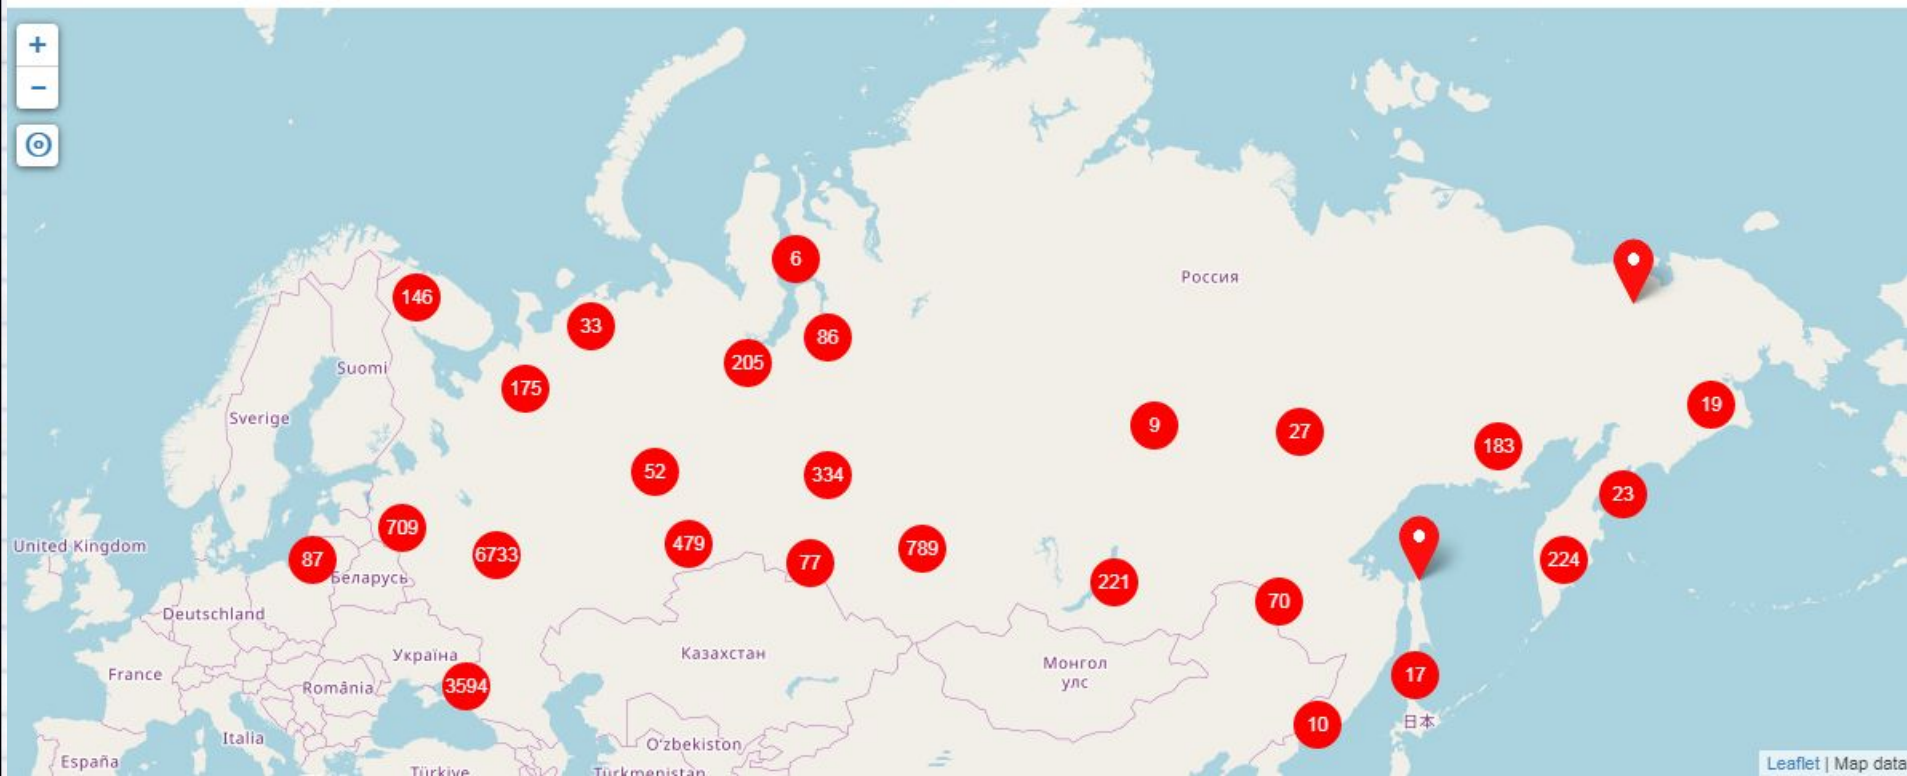 +
−
6
Россия
146
33
86
205
Suomi
175
19
Sverige
9
27
183
52
334
23
709
6733
479
789
United Kingdom
87
77
224
Беларусь
221
70
Deutschland
Україна
Казахстан
Монгол
улс
France
România
3594
17
日本
10
Italia
O'zbekiston
España
Türkiye
Türkmenistan
Leaflet | Map data